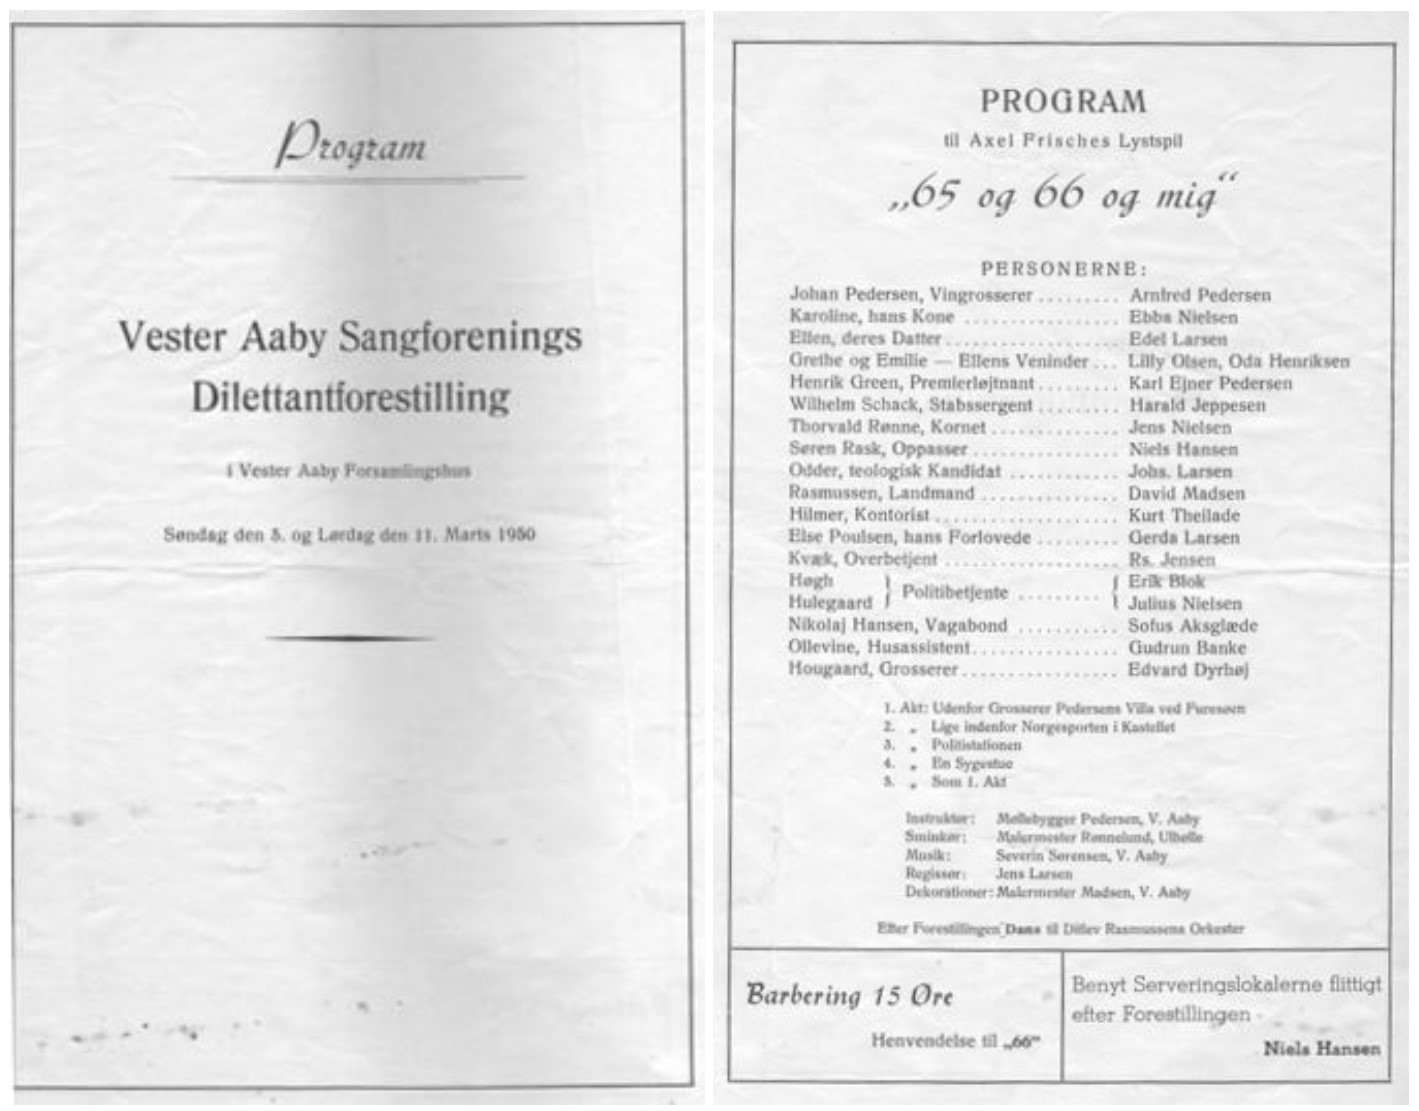 Program
Vester Aaby Sangforenings
Dilettantforestilling
i Vester Aaby Forsamlingshus
Søndag den 5. og Lørdag den 11. Marts 1950
PROGRAM
til Axel Frisches Lystspil
„65 og 66 og mig“
PERSONERNE:
Johan Pedersen, Vingrosserer ......... Arnfred Pedersen
Karoline, hans Kone ................. Ebba Nielsen
Ellen, deres Datter ................... Edel Larsen
Grethe og Emilie — Ellens Veninder ... Lilly Olsen, Oda Henriksen
Henrik Green, Premierløjtnant ......... Karl Ejner Pedersen
Wilhelm Schack, Stabssergent ......... Harald Jeppesen
Thorvald Rønne, Kornet .............. Jens Nielsen
Søren Rask, Oppasser ................ Niels Hansen
Odder, teologisk Kandidat ............ Johs. Larsen
Rasmussen, Landmand ............... David Madsen
Hilmer, Kontorist .................... Kurt Theilade
Else Poulsen, hans Forlovede ......... Gerda Larsen
Kvæk, Overbetjent ................... Rs. Jensen
Høgh } Politibetjente ......... { Erik Blok
Hulegaard } { Julius Nielsen
Nikolaj Hansen, Vagabond ........... Sofus Aksglæde
Ollevine, Husassistent ................ Gudrun Banke
Hougaard, Grosserer ................. Edvard Dyrhøj
1. Akt: Udenfor Grosserer Pedersens Villa ved Furesøen
2. „ Lige indenfor Norgesporten i Kastellet
3. „ Politistationen
4. „ En Sygestue
5. „ Som 1. Akt
Instruktør: Møllebygger Pedersen, V. Aaby
Sminkør: Malermester Rønnelund, Ulbølle
Musik: Severin Sørensen, V. Aaby
Regissør: Jens Larsen
Dekorationer: Malermester Madsen, V. Aaby
Efter Forestillingen Dans til Ditlev Rasmussens Orkester
Barbering 15 Øre
Henvendelse til „66“
Benyt Serveringslokalerne flittigt
efter Forestillingen
Niels Hansen